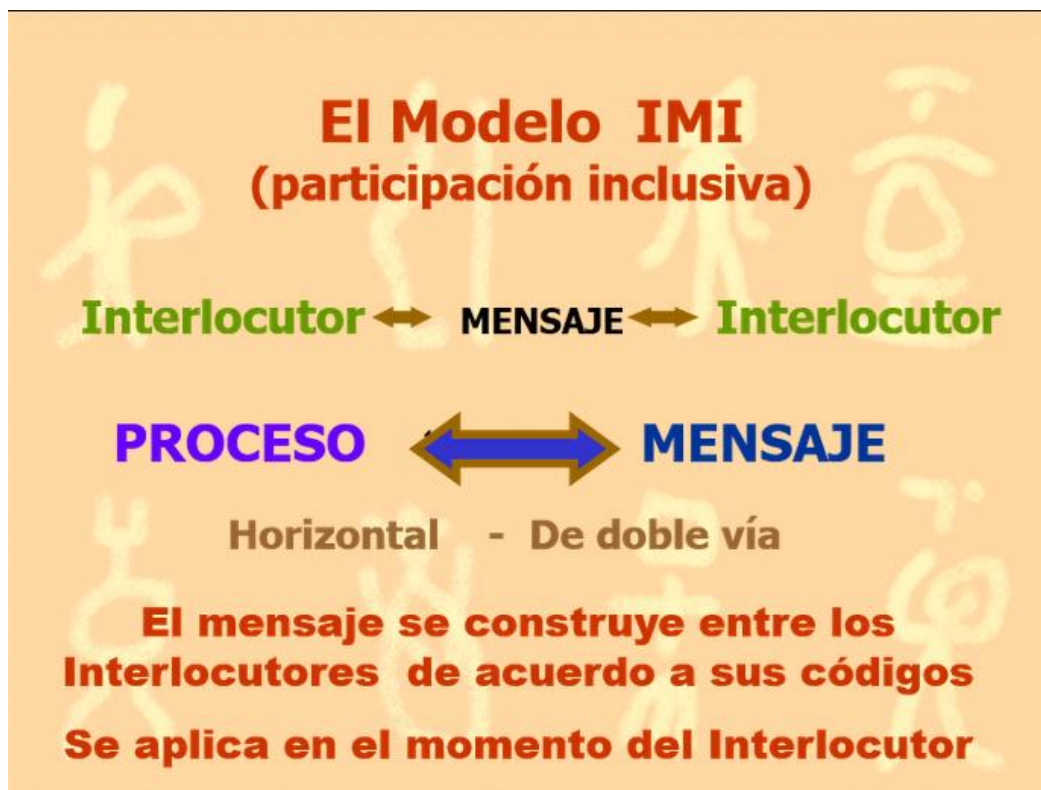 El Modelo IMI
(participación inclusiva)
Interlocutor MENSAJE Interlocutor
PROCESO MENSAJE
Horizontal - De doble vía
El mensaje se construye entre los
Interlocutores de acuerdo a sus códigos
Se aplica en el momento del Interlocutor